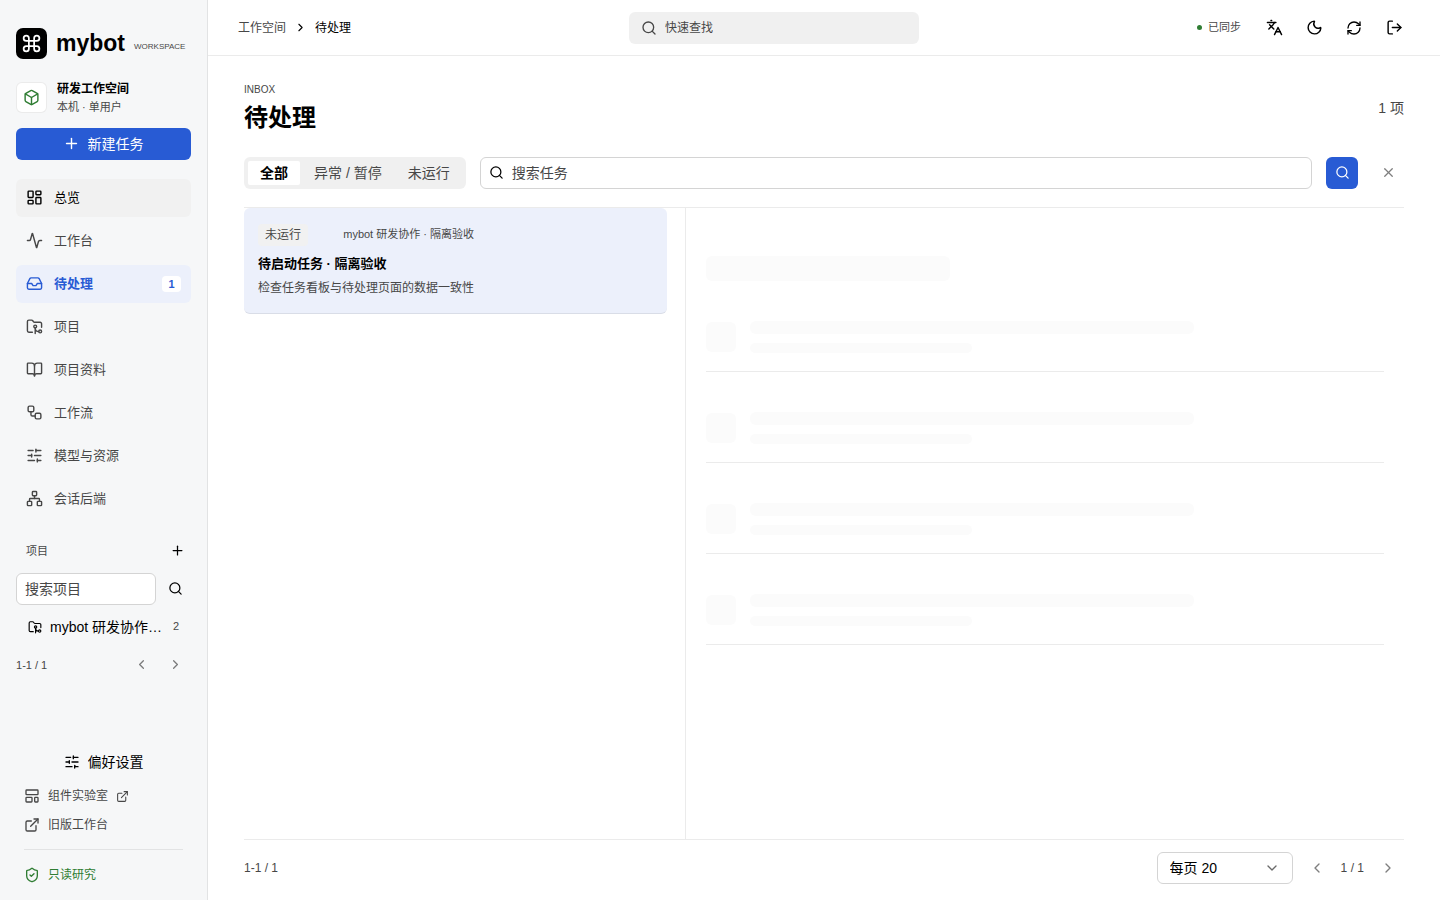 mybot WORKSPACE
研发工作空间
本机 · 单用户
新建任务
总览
工作台
待处理 1
项目
项目资料
工作流
模型与资源
会话后端
项目
搜索项目
mybot 研发协作… 2
1-1 / 1
偏好设置
组件实验室
旧版工作台
只读研究
工作空间 待处理
快速查找
已同步
INBOX
待处理
1 项
全部 异常 / 暂停 未运行
搜索任务
未运行 mybot 研发协作 · 隔离验收
待启动任务 · 隔离验收
检查任务看板与待处理页面的数据一致性
1-1 / 1
每页 20
1 / 1